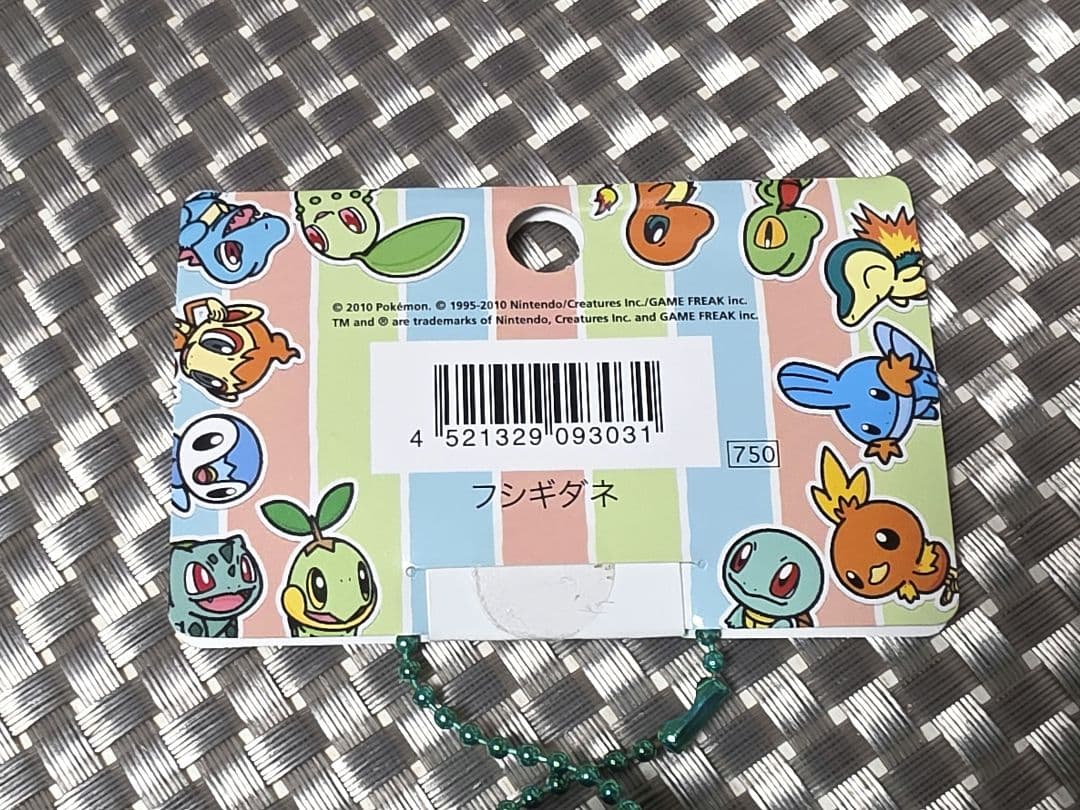 © 2010 Pokémon. © 1995-2010 Nintendo/Creatures Inc./GAME FREAK inc.
TM and ® are trademarks of Nintendo, Creatures Inc. and GAME FREAK inc.
4 521329 093031
750
フシギダネ